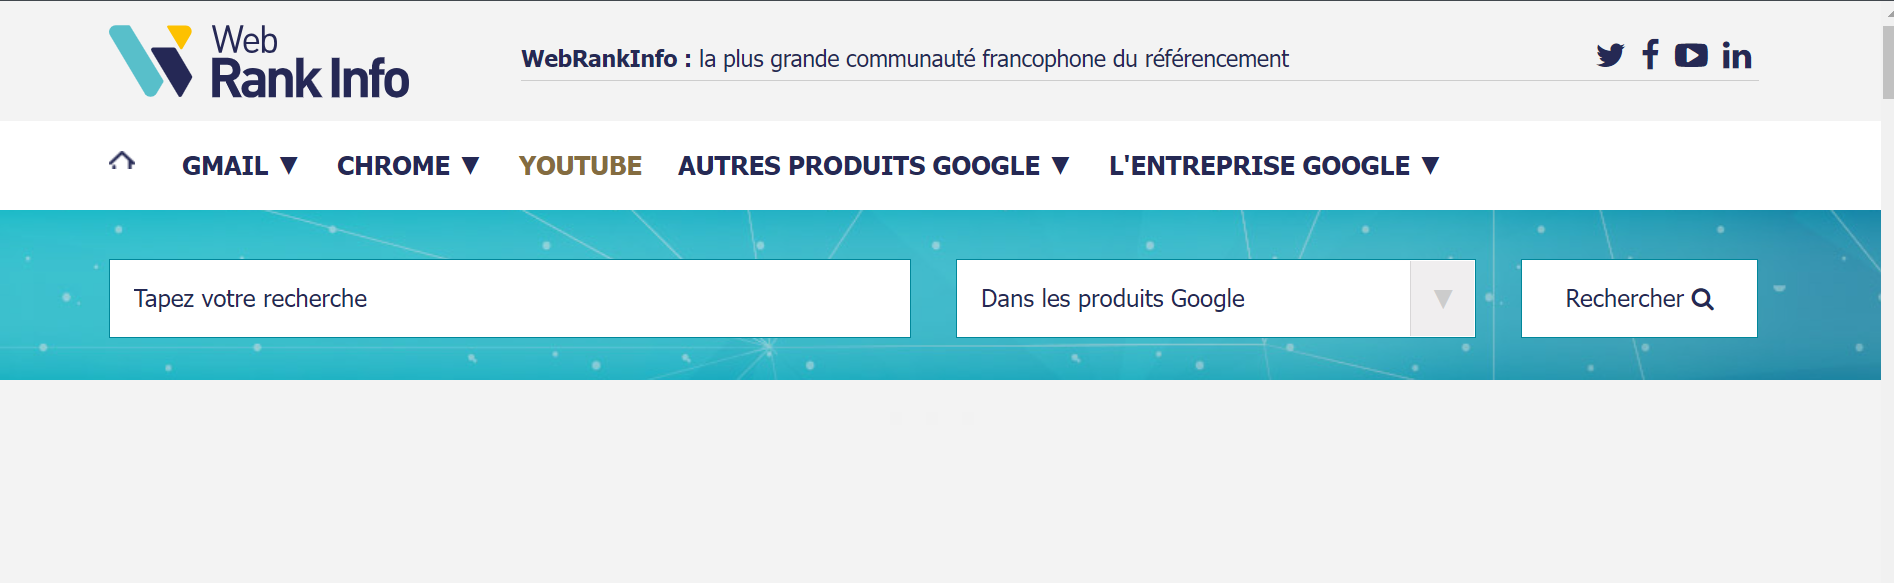 Web
Rank Info
WebRankInfo : la plus grande communauté francophone du référencement
GMAIL ▼ CHROME ▼ YOUTUBE AUTRES PRODUITS GOOGLE ▼ L'ENTREPRISE GOOGLE ▼
Tapez votre recherche
Dans les produits Google ▼
Rechercher